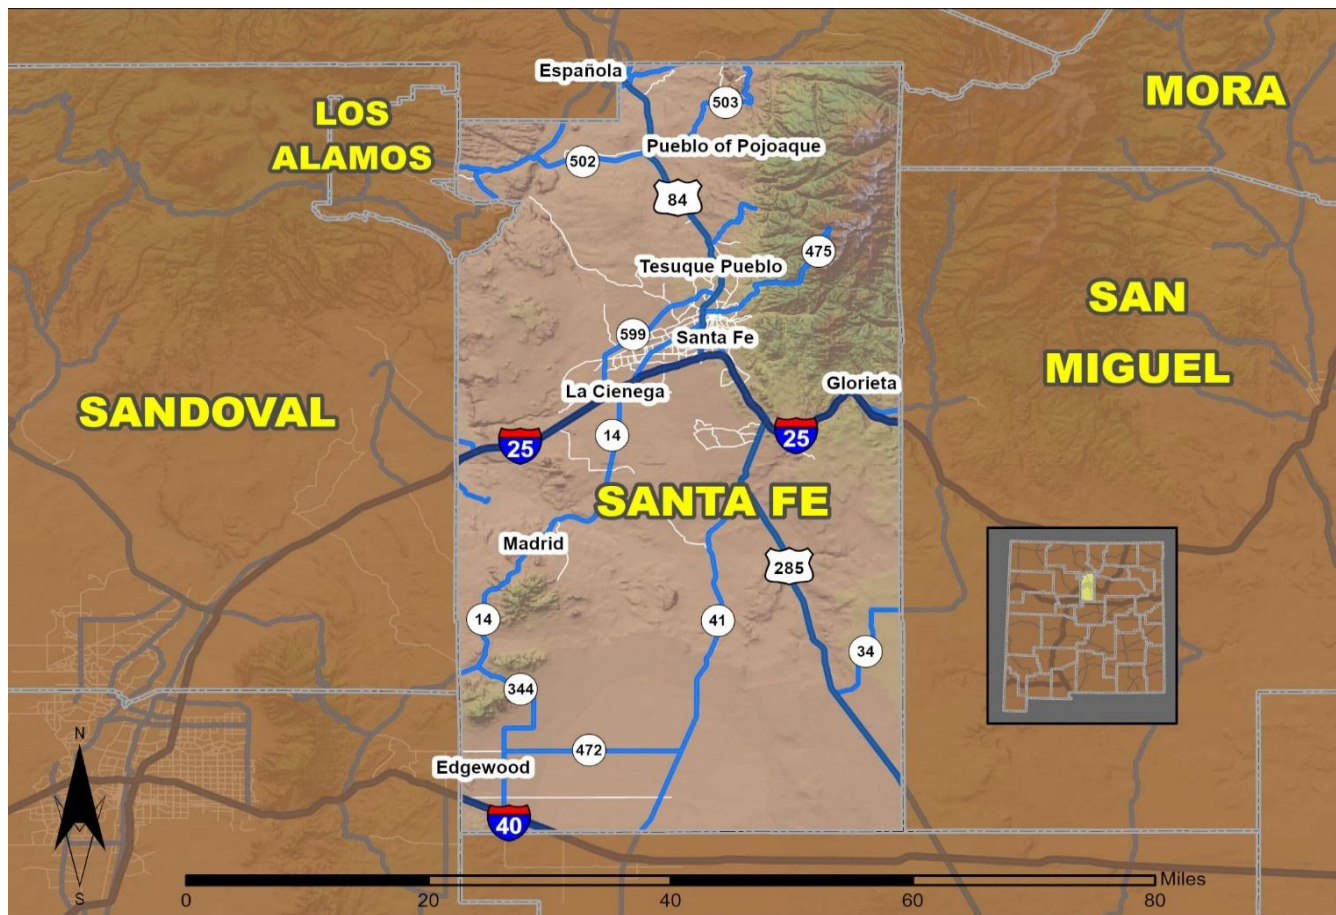 Española
503
MORA
LOS
ALAMOS
Pueblo of Pojoaque
502
84
475
Tesuque Pueblo
SAN
MIGUEL
599
Santa Fe
Glorieta
La Cienega
SANDOVAL
14
25
25
SANTA FE
Madrid
285
14
41
34
344
472
N
Edgewood
40
S
Miles
0
20
40
60
80